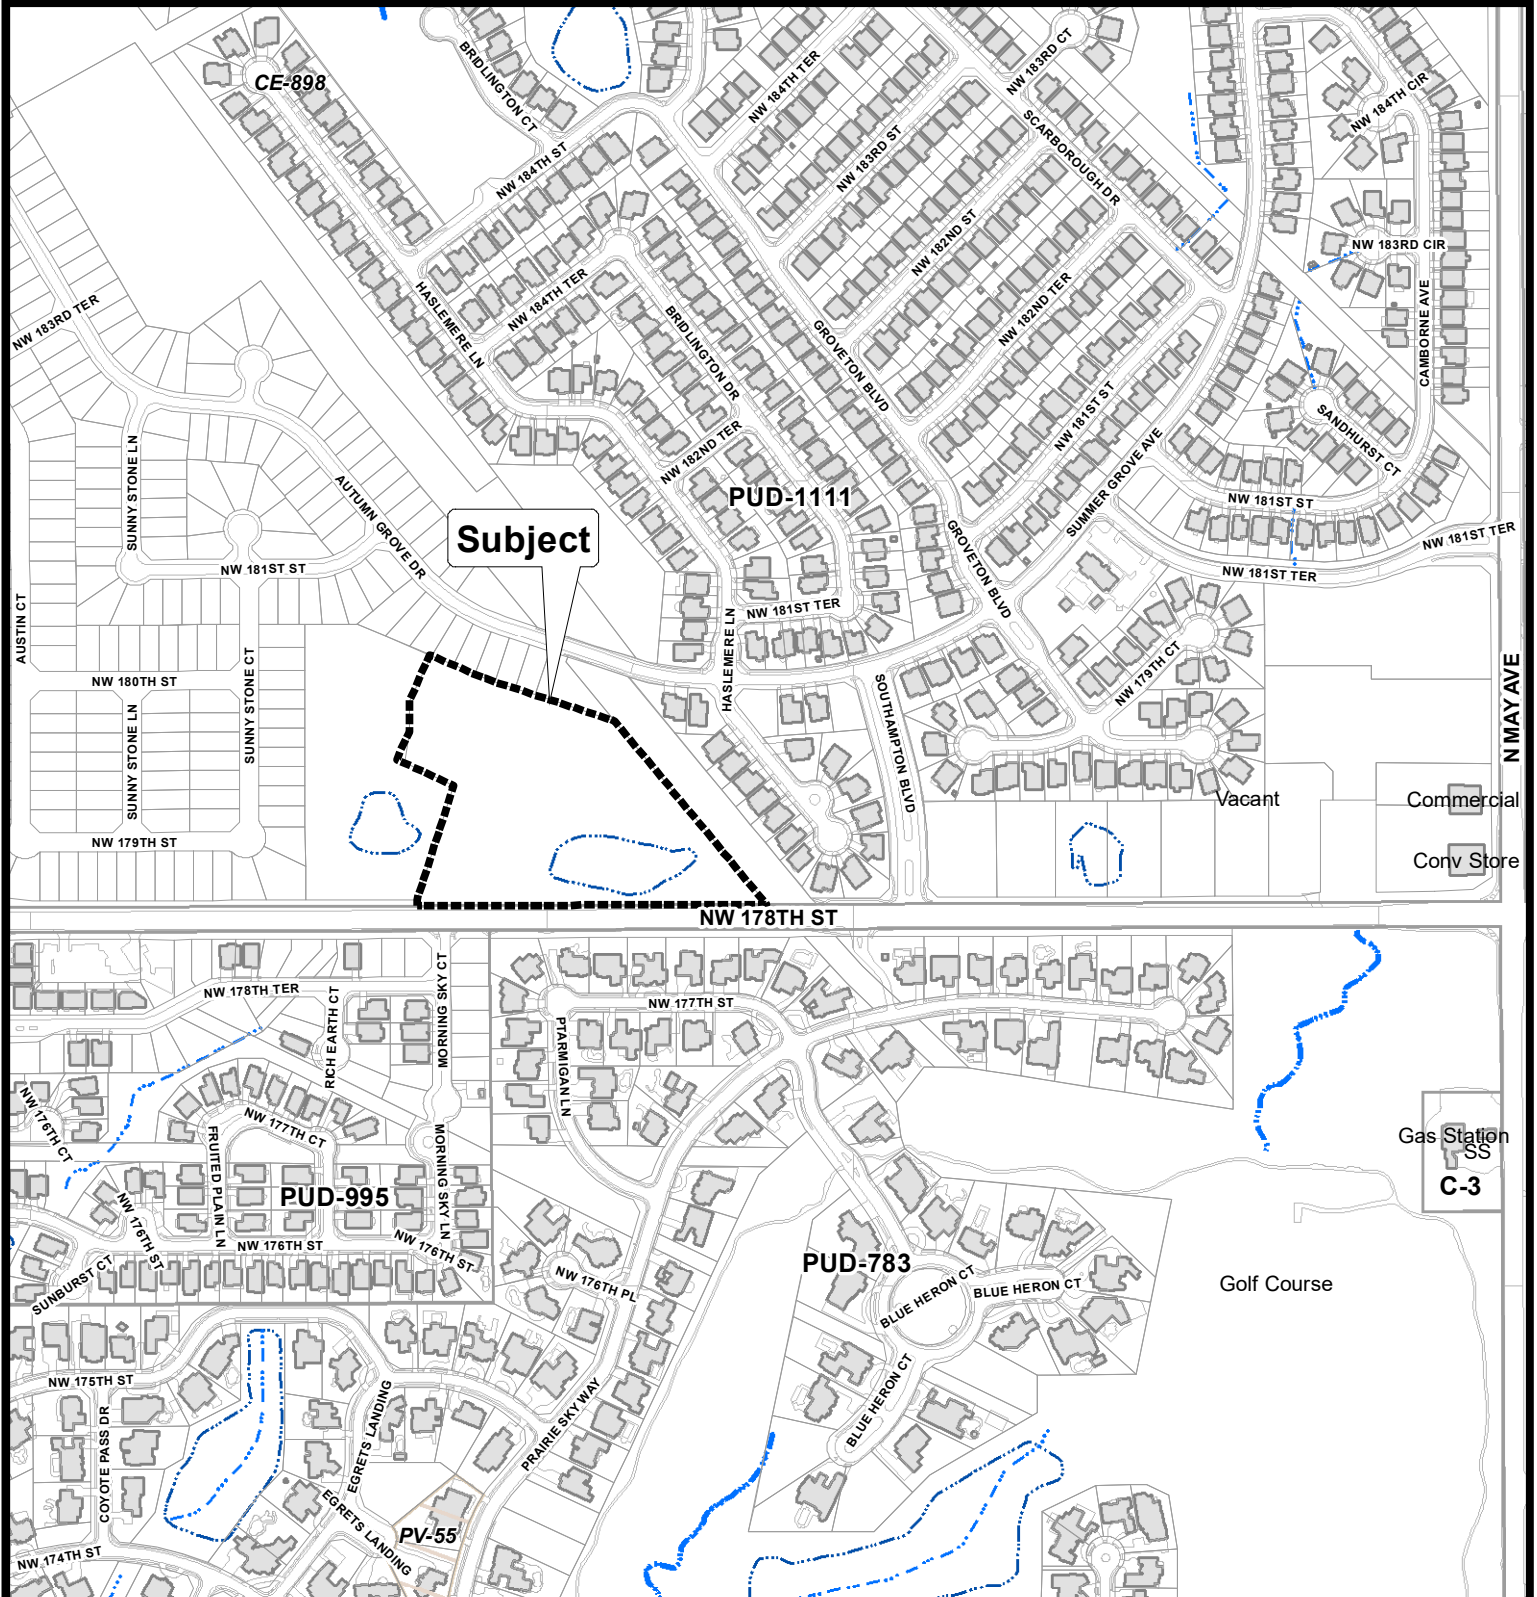 CE-898
BRIDLINGTON CT
NW 184TH ST
NW 184TH TER
NW 183RD CT
NW 183RD ST
SCARBOROUGH DR
NW 184TH CIR
NW 183RD CIR
NW 182ND ST
NW 182ND TER
CAMBORNE AVE
NW 183RD TER
HASLEMERE LN
NW 184TH TER
BRIDLINGTON DR
GROVETON BLVD
NW 181ST ST
SANDHURST CT
SUNNY STONE LN
AUTUMN GROVE DR
NW 182ND TER
PUD-1111
SUMMER GROVE AVE
NW 181ST ST
NW 181ST TER
NW 181ST TER
Subject
GROVETON BLVD
NW 181ST ST
AUSTIN CT
NW 181ST TER
HASLEMERE LN
NW 179TH CT
NW 180TH ST
SUNNY STONE LN
SUNNY STONE CT
SOUTHAMPTON BLVD
N MAY AVE
Vacant
Commercial
NW 179TH ST
Conv Store
NW 178TH ST
NW 178TH TER
RICH EARTH CT
MORNING SKY CT
NW 177TH ST
PTARMIGAN LN
NW 176TH CT
NW 177TH CT
FRUITED PLAIN LN
MORNING SKY LN
Gas Station
SS
C-3
PUD-995
NW 176TH ST
NW 176TH ST
NW 176TH ST
SUNBURST CT
NW 176TH PL
PUD-783
BLUE HERON CT
BLUE HERON CT
Golf Course
BLUE HERON CT
NW 175TH ST
COYOTE PASS DR
EGRETS LANDING
PRAIRIE SKY WAY
EGRETS LANDING
PV-55
NW 174TH ST